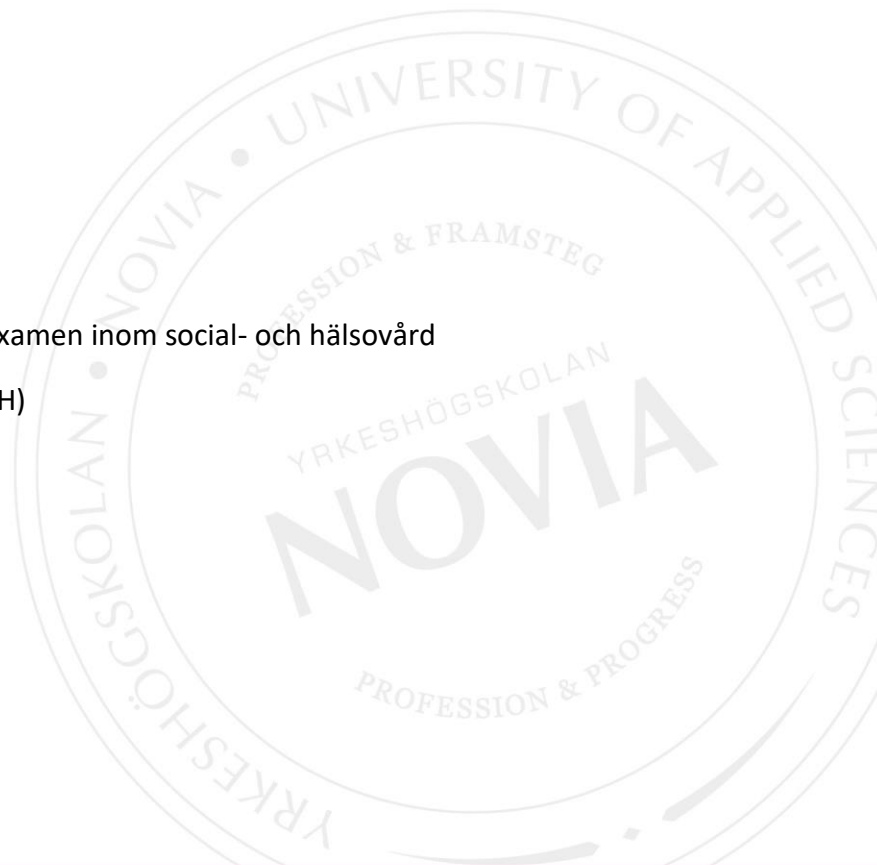 UNIVERSITY OF APPLIED SCIENCES
YRKESHÖGSKOLAN • NOVIA •
PROFESSION & FRAMSTEG
xamen inom social- och hälsovård
H)
YRKESHÖGSKOLAN
NOVIA
PROFESSION & PROGRESS